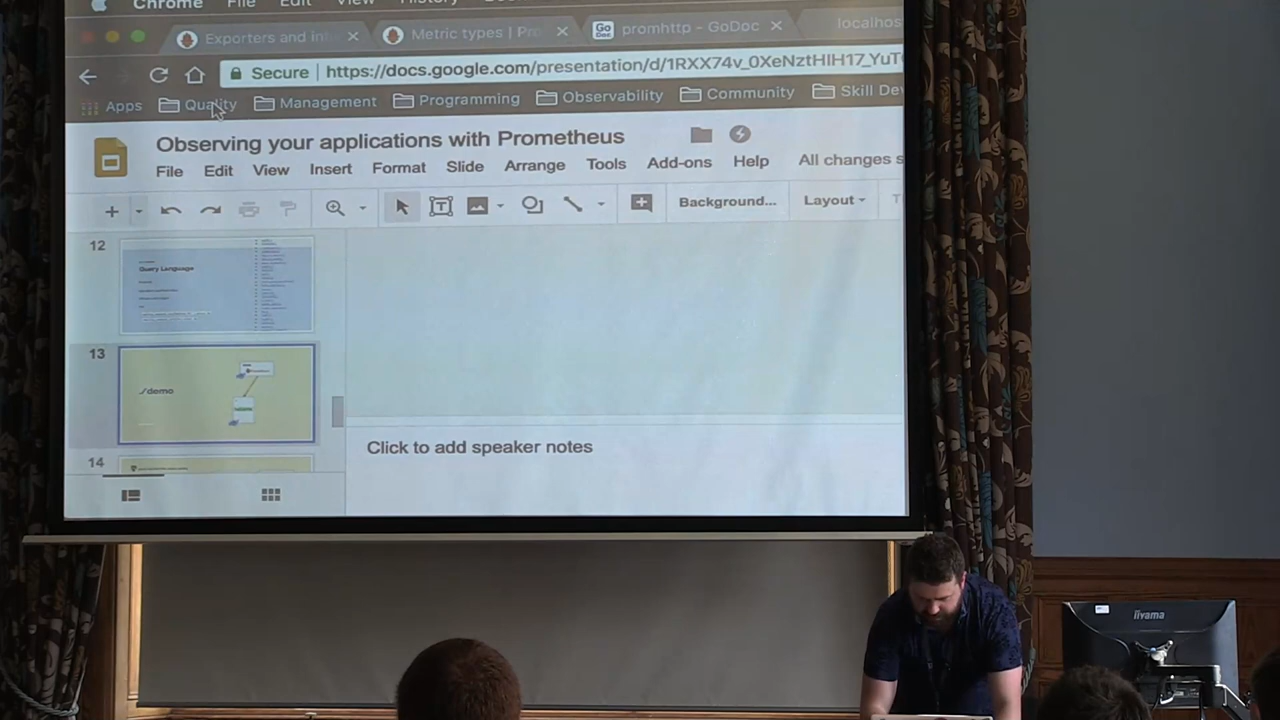 Chrome File Edit View History
Exporters and in
Metric types | Pro
GO DOC promhttp - GoDoc
localhos
Secure | https://docs.google.com/presentation/d/1RXX74v_0XeNztHIH17_YuT
Apps Quality Management Programming Observability Community Skill Dev
Observing your applications with Prometheus
File Edit View Insert Format Slide Arrange Tools Add-ons Help All changes s
Background... Layout
12
Query Language
13
./demo
14
Click to add speaker notes
iiyama